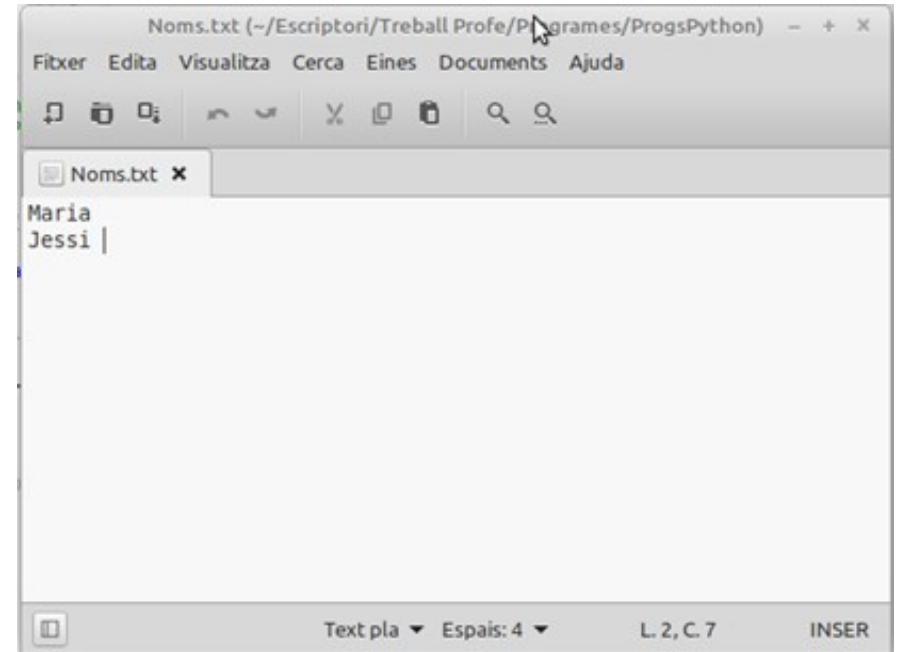 Noms.txt (~/Escriptori/Treball Profe/Programes/ProgsPython)
Fitxer Edita Visualitza Cerca Eines Documents Ajuda
Noms.txt
Maria
Jessi
Text pla Espais: 4 L. 2, C. 7 INSER